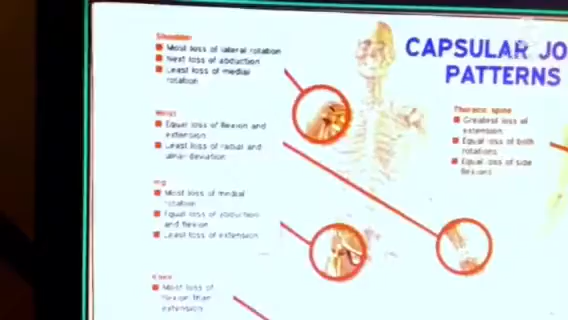 Shoulder
Most loss of lateral rotation
Next loss of abduction
Least loss of medial
rotation
Wrist
Equal loss of flexion and
extension
Least loss of radial and
ulnar deviation
Hip
Most loss of medial
rotation
Equal loss of abduction
and flexion
Least loss of extension
Knee
Most loss of
flexion than
extension
CAPSULAR JO
PATTERNS
Thoracic spine
Greatest loss of
extension
Equal loss of both
rotations
Equal loss of side
flexions